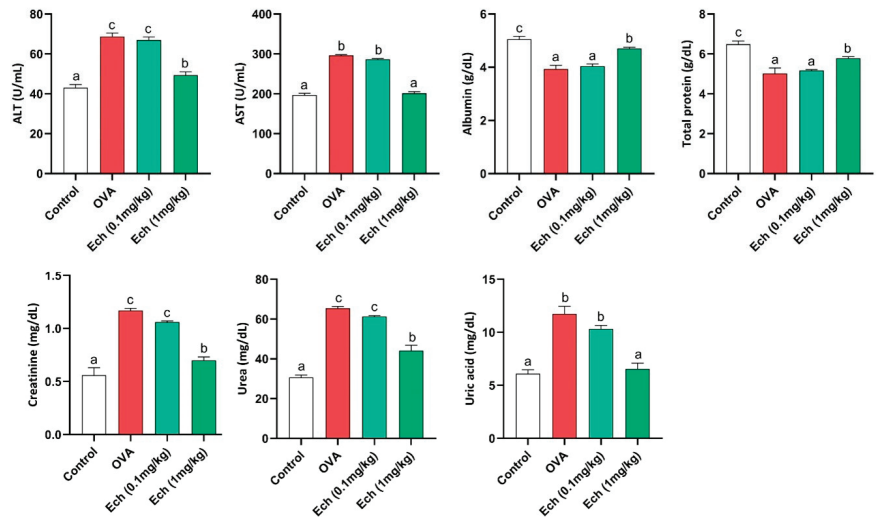 ALT
(U/mL)
80
60
40
20
0
a
c
c
b
Control
OVA
Ech (0.1mg/kg)
Ech (1mg/kg)
AST
(U/mL)
400
300
200
100
0
a
b
b
a
Control
OVA
Ech (0.1mg/kg)
Ech (1mg/kg)
Albumin
(g/dL)
6
4
2
0
c
a
a
b
Control
OVA
Ech (0.1mg/kg)
Ech (1mg/kg)
Total protein
(g/dL)
8
6
4
2
0
c
a
a
b
Control
OVA
Ech (0.1mg/kg)
Ech (1mg/kg)
Creatinine (mg/dL)
1.5
1.0
0.5
0.0
a
c
c
b
Control
OVA
Ech (0.1mg/kg)
Ech (1mg/kg)
Urea (mg/dL)
80
60
40
20
0
a
c
c
b
Control
OVA
Ech (0.1mg/kg)
Ech (1mg/kg)
Uric acid (mg/dL)
15
10
5
0
a
b
b
a
Control
OVA
Ech (0.1mg/kg)
Ech (1mg/kg)